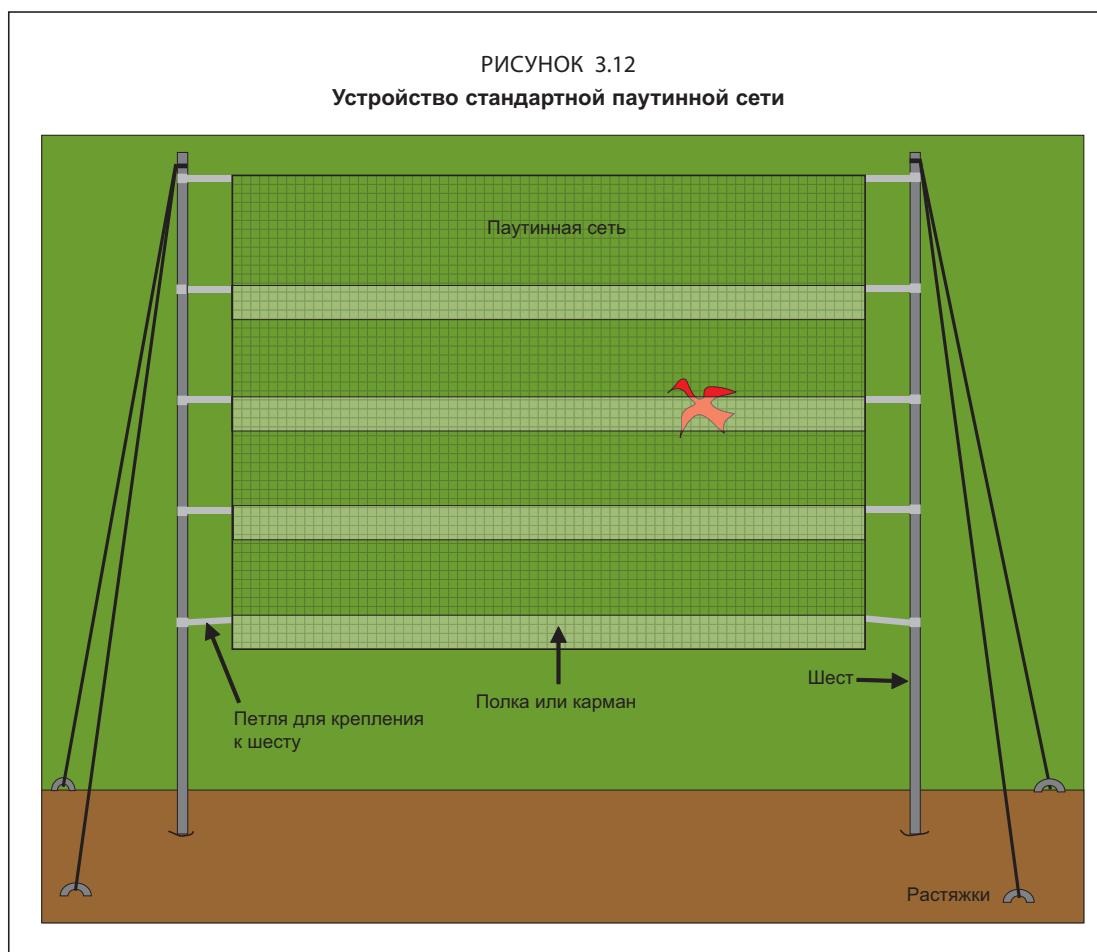 РИСУНОК 3.12
Устройство стандартной паутинной сети
Паутинная сеть
Шест
Полка или карман
Петля для крепления
к шесту
Растяжки